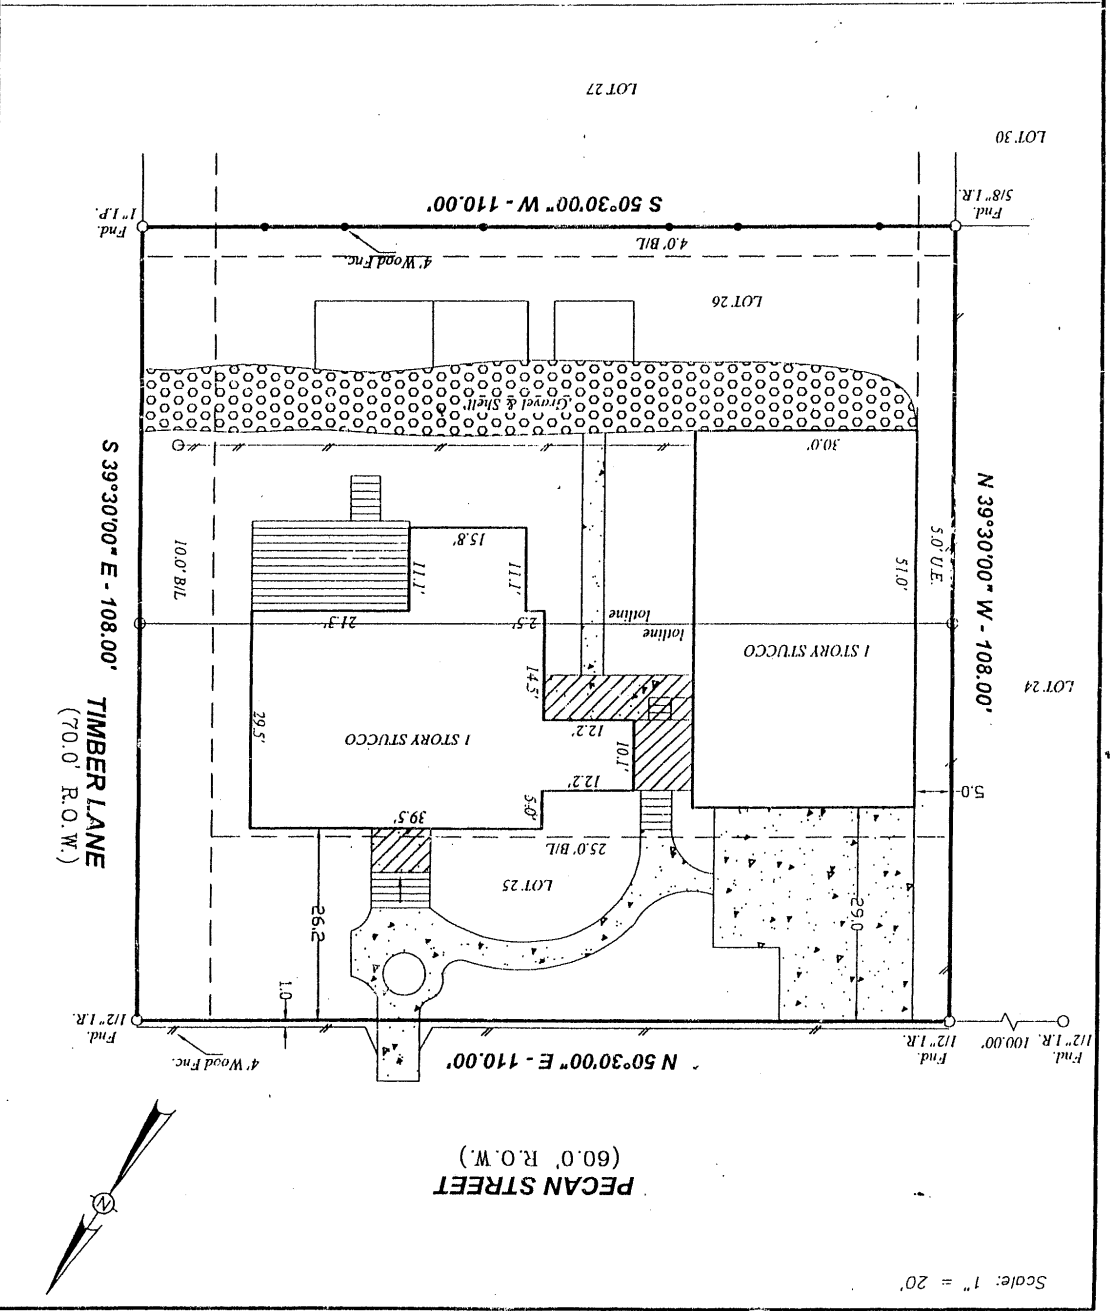 Scale: 1" = 20'
PECAN STREET
(60.0' R.O.W.)
N
N 50°30'00" E - 110.00'
Fnd.
1/2" I.R.
100.00'
Fnd.
1/2" I.R.
4' Wood Fnc.
Fnd.
1/2" I.R.
1.0
26.2
29.0
LOT 25
25.0' B/L
5.0
39.5'
5.0'
12.2'
10.1'
12.2'
1 STORY STUCCO
29.5'
14.5'
LOT 24
1 STORY STUCCO
lotline
lotline
2.5'
21.3'
11.1'
11.1'
15.8'
51.0'
5.0' U.E.
10.0' B/L
N 39°30'00" W - 108.00'
TIMBER LANE
(70.0' R.O.W.)
S 39°30'00" E - 108.00'
30.0'
Gravel & Shell
LOT 26
4' Wood Fnc.
4.0' B/L
S 50°30'00" W - 110.00'
Fnd.
5/8" I.R.
Fnd.
1" I.P.
LOT 30
LOT 27